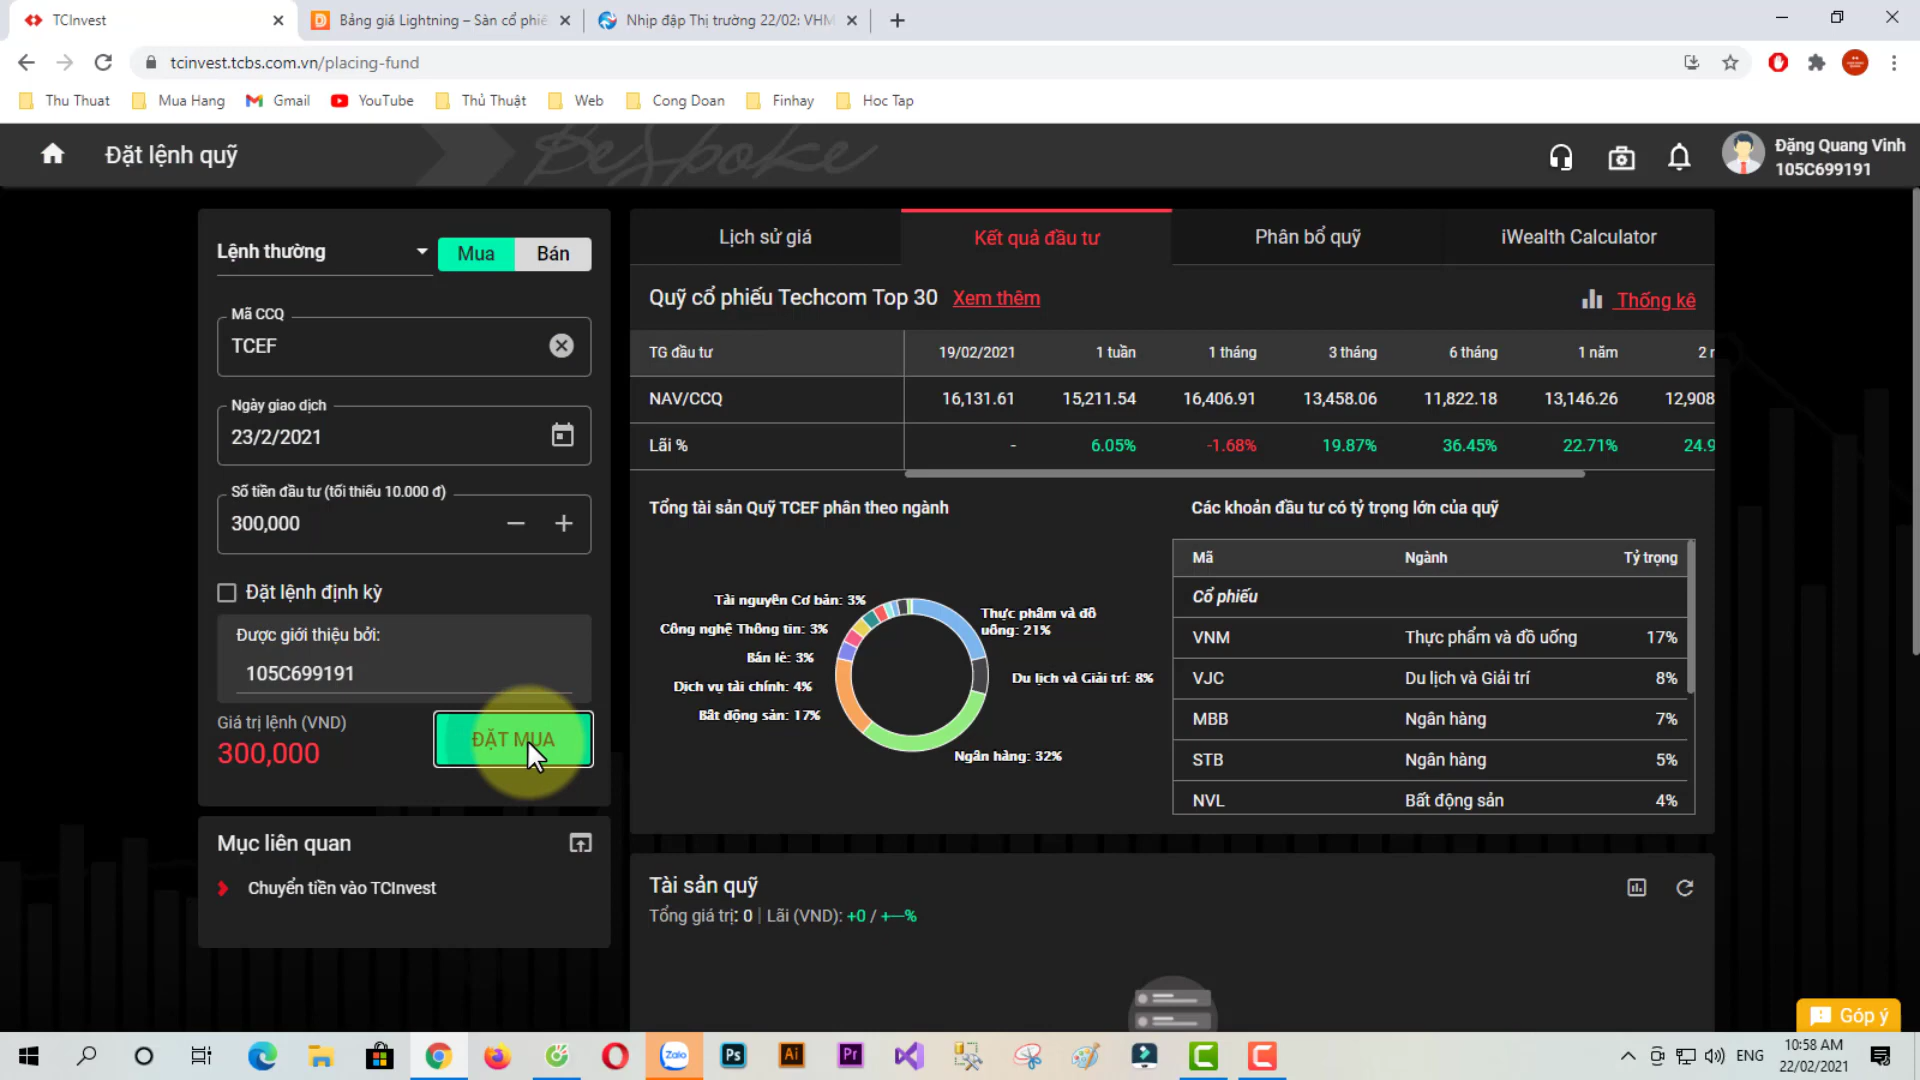 TCInvest
Bảng giá Lightning – Sàn cổ phiế
Nhịp đập Thị trường 22/02: VHM
tcinvest.tcbs.com.vn/placing-fund
Thu Thuat
Mua Hang
Gmail
YouTube
Thủ Thuật
Web
Cong Doan
Finhay
Hoc Tap
Đặt lệnh quỹ
Bespoke
Đặng Quang Vinh
105C699191
Lệnh thường
Mua
Bán
Mã CCQ
TCEF
Ngày giao dịch
23/2/2021
Số tiền đầu tư (tối thiểu 10.000 đ)
300,000
Đặt lệnh định kỳ
Được giới thiệu bởi:
105C699191
Giá trị lệnh (VND)
300,000
ĐẶT MUA
Mục liên quan
Chuyển tiền vào TCInvest
Lịch sử giá
Kết quả đầu tư
Phân bổ quỹ
iWealth Calculator
Quỹ cổ phiếu Techcom Top 30 Xem thêm
Thống kê
TG đầu tư 19/02/2021 1 tuần 1 tháng 3 tháng 6 tháng 1 năm 2
NAV/CCQ 16,131.61 15,211.54 16,406.91 13,458.06 11,822.18 13,146.26 12,908
Lãi % - 6.05% -1.68% 19.87% 36.45% 22.71% 24.9
Tổng tài sản Quỹ TCEF phân theo ngành
Tài nguyên Cơ bản: 3%
Công nghệ Thông tin: 3%
Bán lẻ: 3%
Dịch vụ tài chính: 4%
Bất động sản: 17%
Thực phẩm và đồ
uống: 21%
Du lịch và Giải trí: 8%
Ngân hàng: 32%
Các khoản đầu tư có tỷ trọng lớn của quỹ
Mã Ngành Tỷ trọng
Cổ phiếu
VNM Thực phẩm và đồ uống 17%
VJC Du lịch và Giải trí 8%
MBB Ngân hàng 7%
STB Ngân hàng 5%
NVL Bất động sản 4%
Tài sản quỹ
Tổng giá trị: 0 | Lãi (VND): +0 / +—%
Góp ý
Zalo
Ps
Ai
Pr
ENG
10:58 AM
22/02/2021